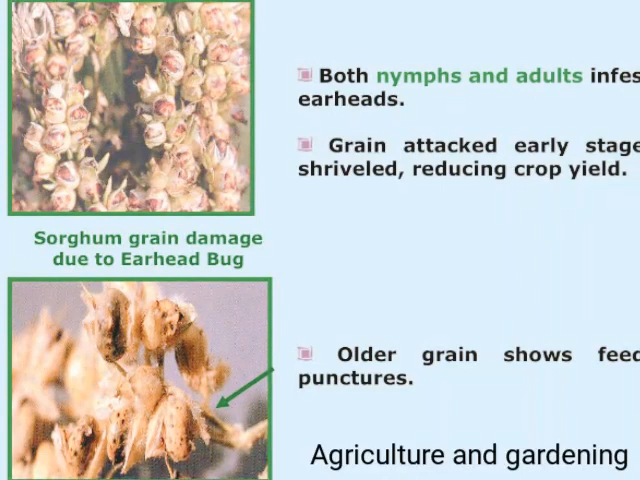 Both nymphs and adults infes
earheads.
Grain attacked early stage
shriveled, reducing crop yield.
Sorghum grain damage
due to Earhead Bug
Older grain shows feed
punctures.
Agriculture and gardening